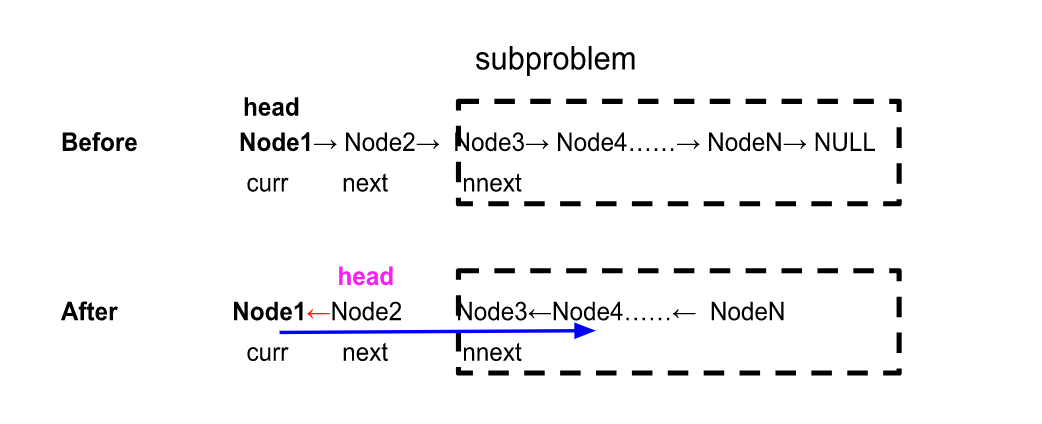 subproblem
head
Before Node1→ Node2→ Node3→ Node4......→ NodeN→ NULL
curr next nnext
head
After Node1←Node2 Node3←Node4......← NodeN
curr next nnext